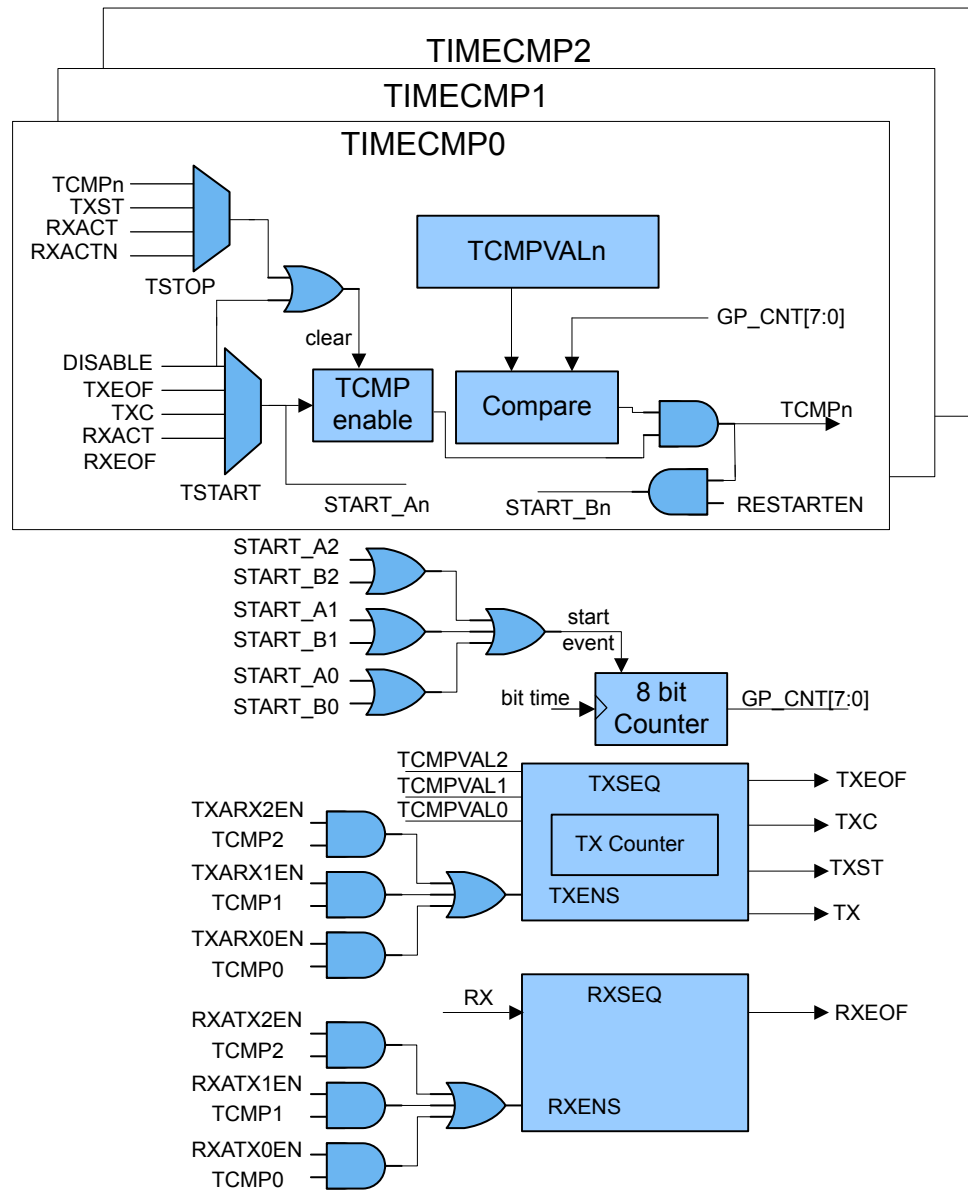 TIMECMP2
TIMECMP1
TIMECMP0
TCMPn
TXST
RXACT
RXACTN
TSTOP
TCMPVALn
GP_CNT[7:0]
clear
DISABLE
TXEOF
TXC
RXACT
RXEOF
TSTART
TCMP
enable
Compare
TCMPn
START_An
START_Bn
RESTARTEN
START_A2
START_B2
START_A1
START_B1
START_A0
START_B0
start
event
bit time
8 bit
Counter
GP_CNT[7:0]
TCMPVAL2
TCMPVAL1
TCMPVAL0
TXSEQ
TX Counter
TXENS
TXEOF
TXC
TXST
TX
TXARX2EN
TCMP2
TXARX1EN
TCMP1
TXARX0EN
TCMP0
RX
RXSEQ
RXENS
RXEOF
RXATX2EN
TCMP2
RXATX1EN
TCMP1
RXATX0EN
TCMP0